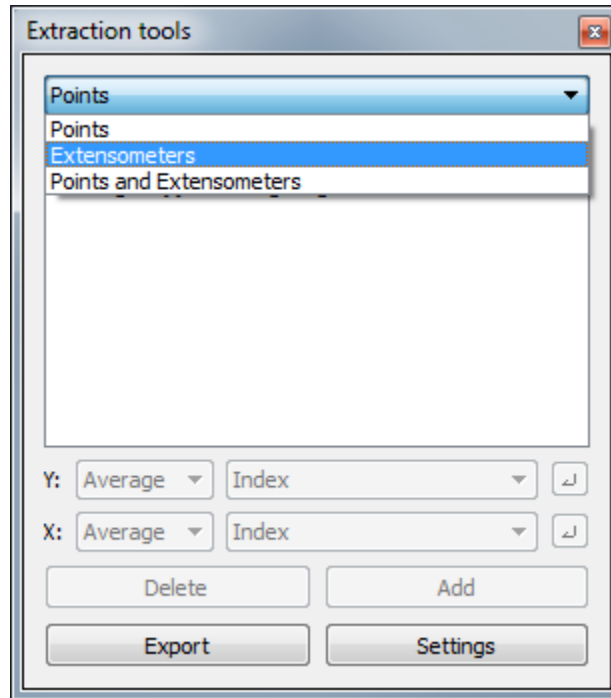 Extraction tools
Points
Points
Extensometers
Points and Extensometers
Y: Average Index
X: Average Index
Delete Add
Export Settings